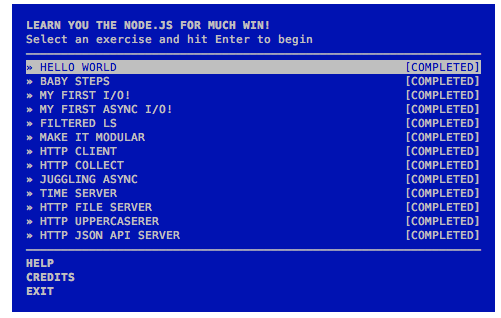 LEARN YOU THE NODE.JS FOR MUCH WIN!
Select an exercise and hit Enter to begin
» HELLO WORLD [COMPLETED]
» BABY STEPS [COMPLETED]
» MY FIRST I/O! [COMPLETED]
» MY FIRST ASYNC I/O! [COMPLETED]
» FILTERED LS [COMPLETED]
» MAKE IT MODULAR [COMPLETED]
» HTTP CLIENT [COMPLETED]
» HTTP COLLECT [COMPLETED]
» JUGGLING ASYNC [COMPLETED]
» TIME SERVER [COMPLETED]
» HTTP FILE SERVER [COMPLETED]
» HTTP UPPERCASERER [COMPLETED]
» HTTP JSON API SERVER [COMPLETED]
HELP
CREDITS
EXIT